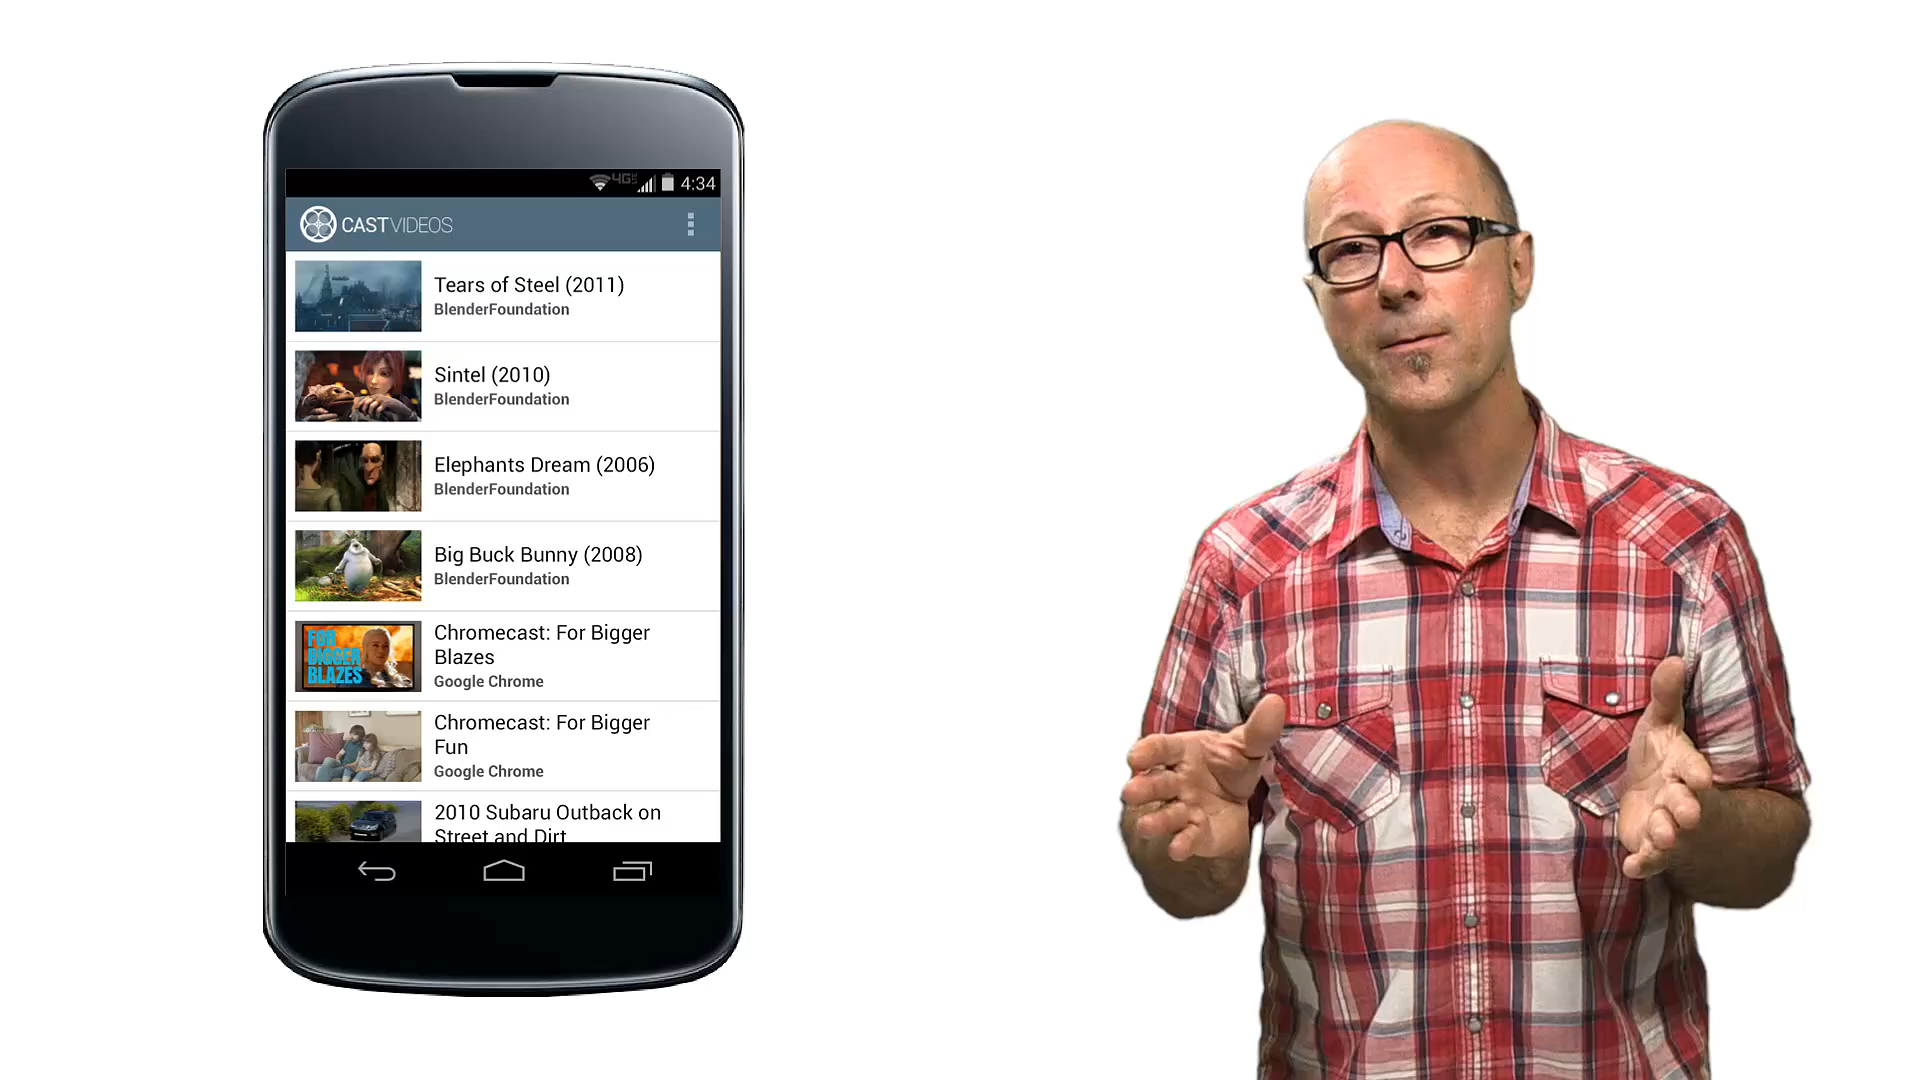 4G LTE 4:34
CASTVIDEOS
Tears of Steel (2011)
BlenderFoundation
Sintel (2010)
BlenderFoundation
Elephants Dream (2006)
BlenderFoundation
Big Buck Bunny (2008)
BlenderFoundation
FOR
BIGGER
BLAZES
Chromecast: For Bigger
Blazes
Google Chrome
Chromecast: For Bigger
Fun
Google Chrome
2010 Subaru Outback on
Street and Dirt